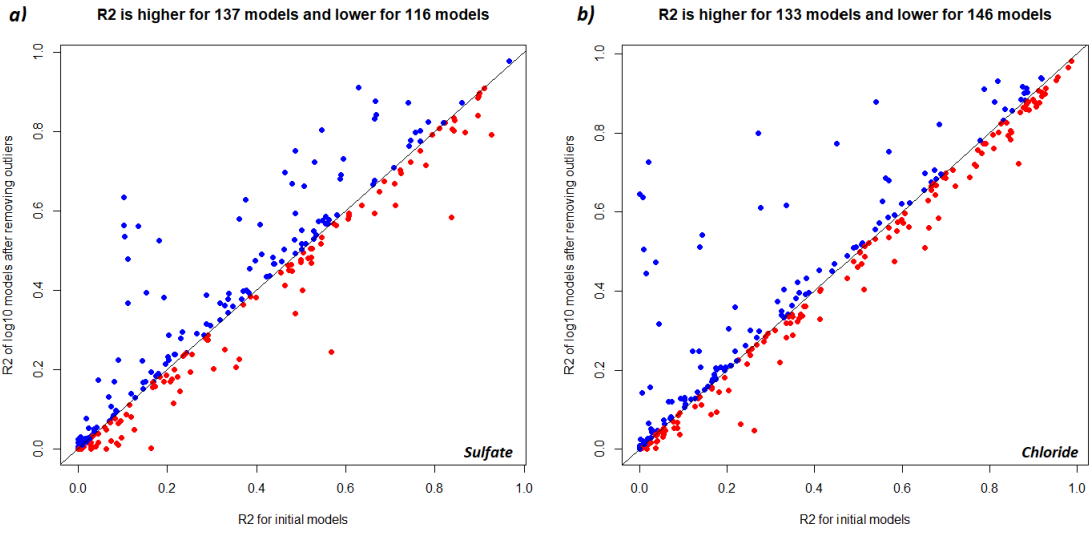 a) R2 is higher for 137 models and lower for 116 models
R2 of log10 models after removing outliers
1.0
0.8
0.6
0.4
0.2
0.0
Sulfate
0.0 0.2 0.4 0.6 0.8 1.0
R2 for initial models
b) R2 is higher for 133 models and lower for 146 models
R2 of log10 models after removing outliers
1.0
0.8
0.6
0.4
0.2
0.0
Chloride
0.0 0.2 0.4 0.6 0.8 1.0
R2 for initial models